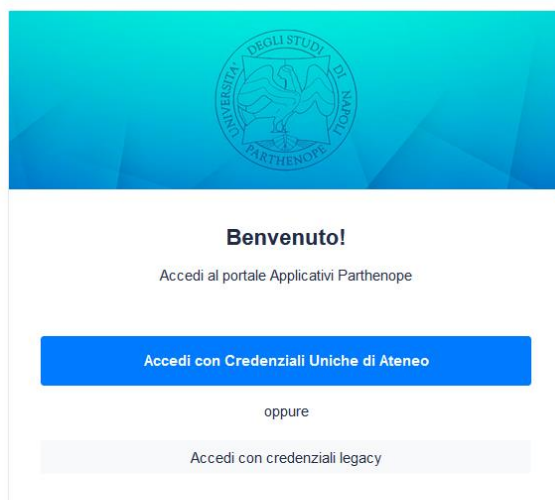 UNIVERSITA' DEGLI STUDI DI NAPOLI
PARTHENOPE
Benvenuto!
Accedi al portale Applicativi Parthenope
Accedi con Credenziali Uniche di Ateneo
oppure
Accedi con credenziali legacy